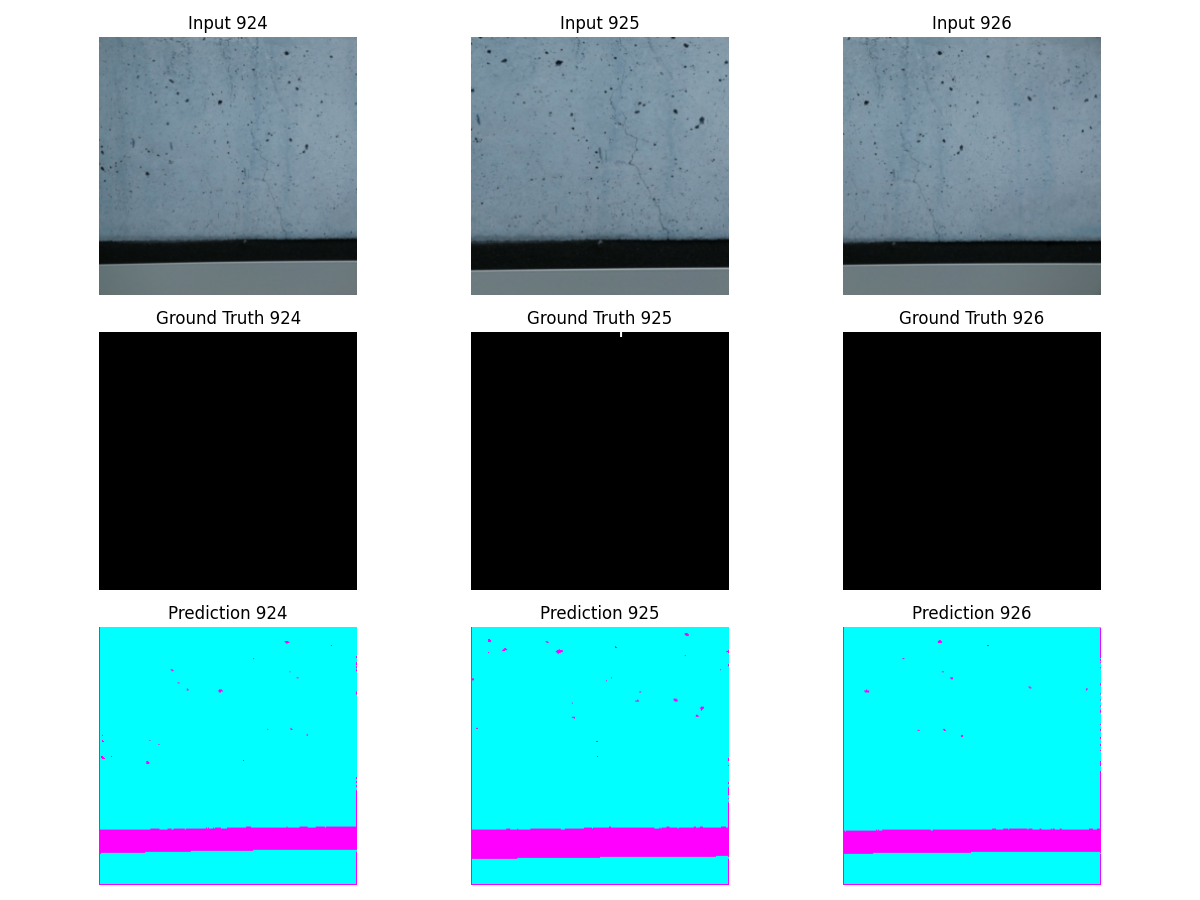 Input 924
Input 925
Input 926
Ground Truth 924
Ground Truth 925
Ground Truth 926
Prediction 924
Prediction 925
Prediction 926